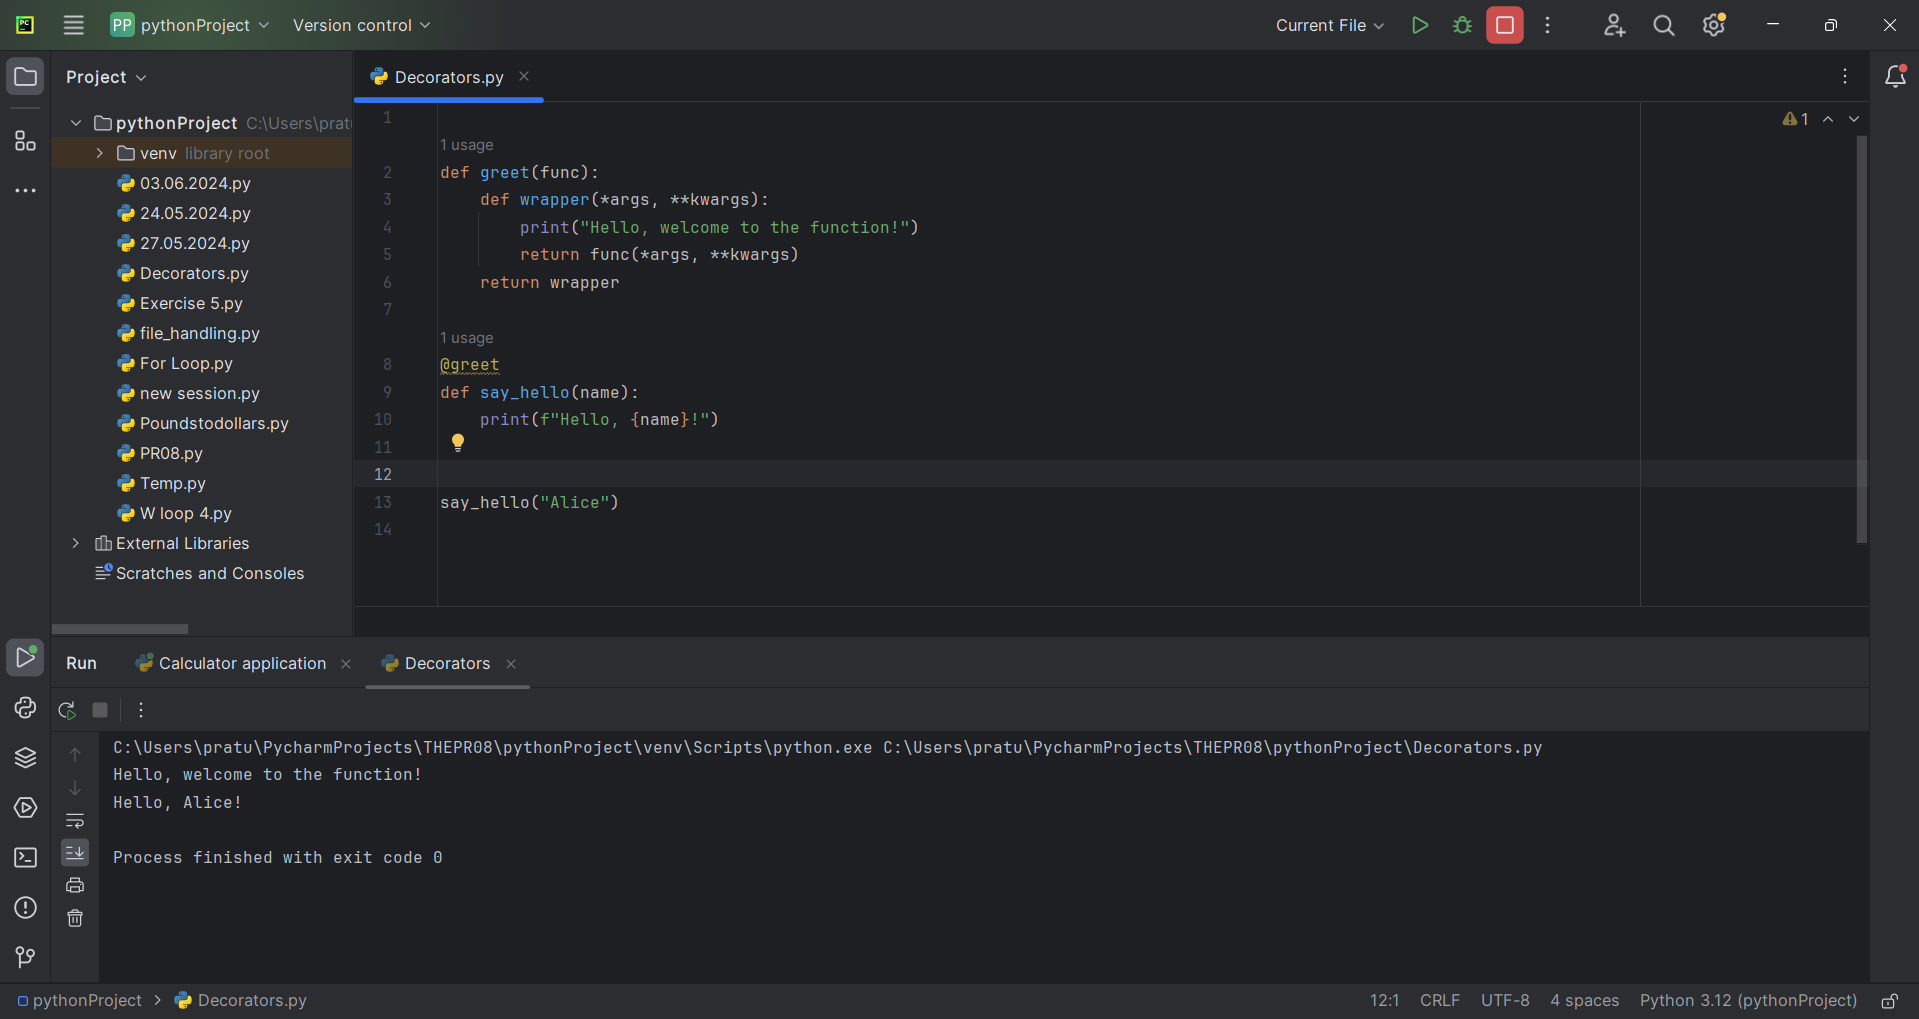 PP pythonProject Version control Current File
Project
Decorators.py
pythonProject C:\Users\prat
venv library root
03.06.2024.py
24.05.2024.py
27.05.2024.py
Decorators.py
Exercise 5.py
file_handling.py
For Loop.py
new session.py
Poundstodollars.py
PR08.py
Temp.py
W loop 4.py
External Libraries
Scratches and Consoles
1
1
1 usage
2 def greet(func):
3 def wrapper(*args, **kwargs):
4 print("Hello, welcome to the function!")
5 return func(*args, **kwargs)
6 return wrapper
7
1 usage
8 @greet
9 def say_hello(name):
10 print(f"Hello, {name}!")
11
12
13 say_hello("Alice")
14
Run Calculator application Decorators
C:\Users\pratu\PycharmProjects\THEPR08\pythonProject\venv\Scripts\python.exe C:\Users\pratu\PycharmProjects\THEPR08\pythonProject\Decorators.py
Hello, welcome to the function!
Hello, Alice!
Process finished with exit code 0
pythonProject > Decorators.py 12:1 CRLF UTF-8 4 spaces Python 3.12 (pythonProject)